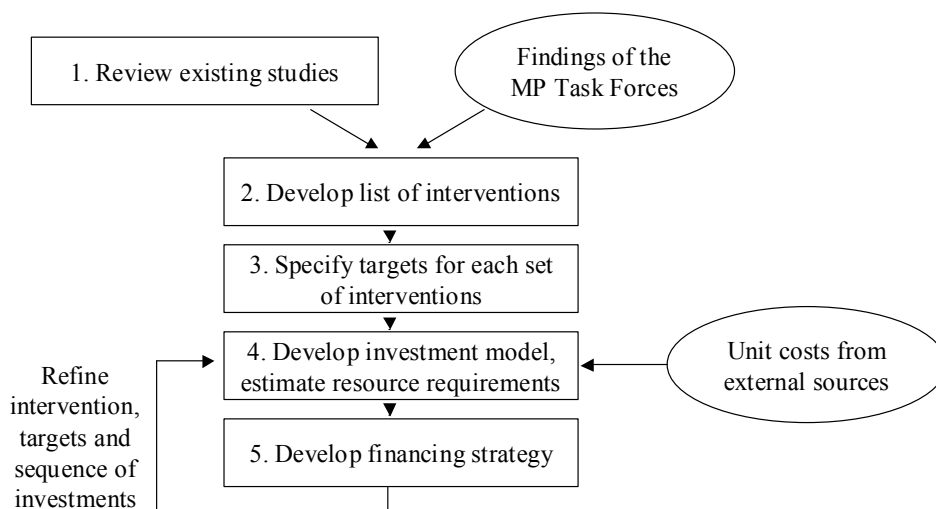 1. Review existing studies
Findings of the
MP Task Forces
2. Develop list of interventions
3. Specify targets for each set
of interventions
4. Develop investment model,
estimate resource requirements
Unit costs from
external sources
Refine
intervention,
targets and
sequence of
investments
5. Develop financing strategy